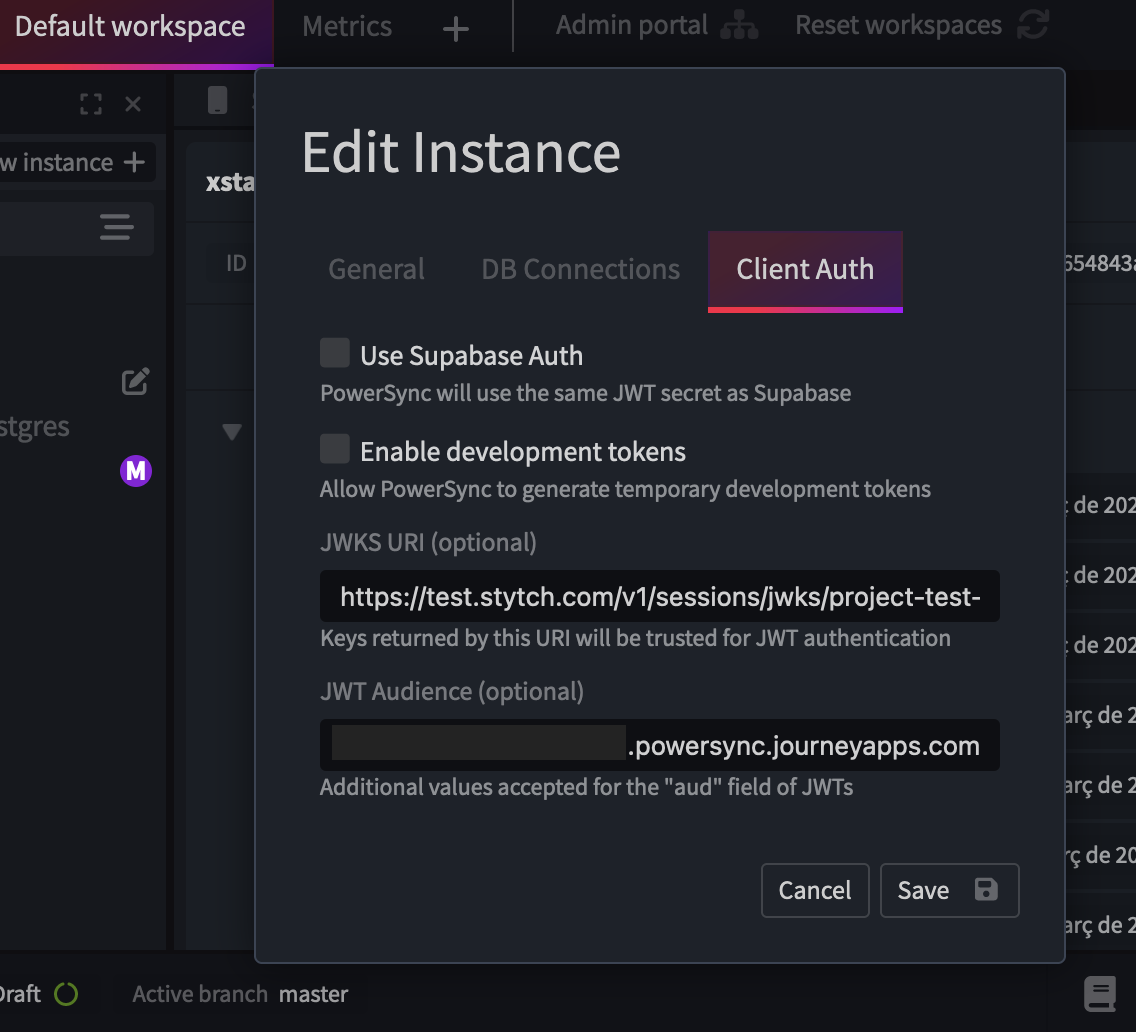 Default workspace
Metrics
Admin portal
Reset workspaces
w instance
xsta
ID
654843a
stgres
M
Edit Instance
General
DB Connections
Client Auth
Use Supabase Auth
PowerSync will use the same JWT secret as Supabase
Enable development tokens
Allow PowerSync to generate temporary development tokens
JWKS URI (optional)
https://test.stytch.com/v1/sessions/jwks/project-test-
Keys returned by this URI will be trusted for JWT authentication
JWT Audience (optional)
.powersync.journeyapps.com
Additional values accepted for the "aud" field of JWTs
Cancel
Save
de 202
de 202
de 202
arç de 2
arç de 2
rç de 20
arç de 2
Draft
Active branch master